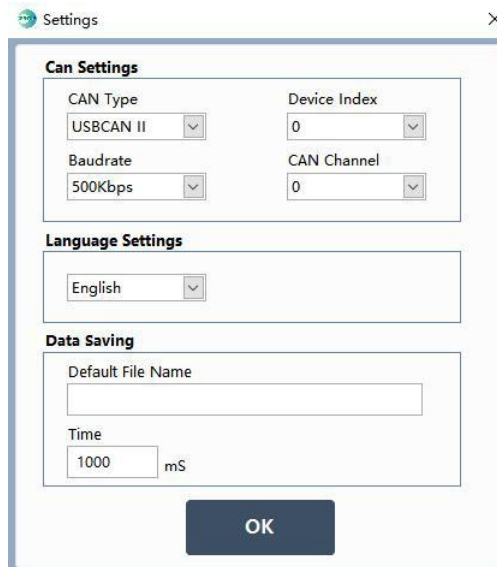 Settings
Can Settings
CAN Type
Device Index
USBCAN II
0
Baudrate
CAN Channel
500Kbps
0
Language Settings
English
Data Saving
Default File Name
Time
1000 mS
OK